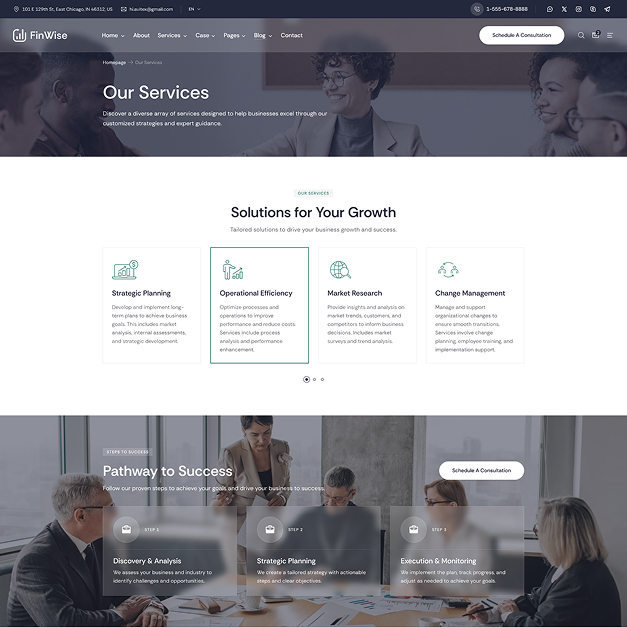 101 E 129th St, East Chicago, IN 46312, US
hi.avitex@gmail.com
EN
1-555-678-8888
FinWise
Home
About
Services
Case
Pages
Blog
Contact
Schedule A Consultation
Homepage → Our Services
Our Services
Discover a diverse array of services designed to help businesses excel through our
customized strategies and expert guidance.
OUR SERVICES
Solutions for Your Growth
Tailored solutions to drive your business growth and success.
Strategic Planning
Develop and implement long-
term plans to achieve business
goals. This includes market
analysis, internal assessments,
and strategic development.
Operational Efficiency
Optimize processes and
operations to improve
performance and reduce costs.
Services include process
analysis and performance
enhancement.
Market Research
Provide insights and analysis on
market trends, customers, and
competitors to inform business
decisions. Includes market
surveys and trend analysis.
Change Management
Manage and support
organizational changes to
ensure smooth transitions.
Services involve change
planning, employee training, and
implementation support.
STEPS TO SUCCESS
Pathway to Success
Follow our proven steps to achieve your goals and drive your business to success.
Schedule A Consultation
STEP 1
Discovery & Analysis
We assess your business and industry to
identify challenges and opportunities.
STEP 2
Strategic Planning
We create a tailored strategy with actionable
steps and clear objectives.
STEP 3
Execution & Monitoring
We implement the plan, track progress, and
adjust as needed to achieve your goals.